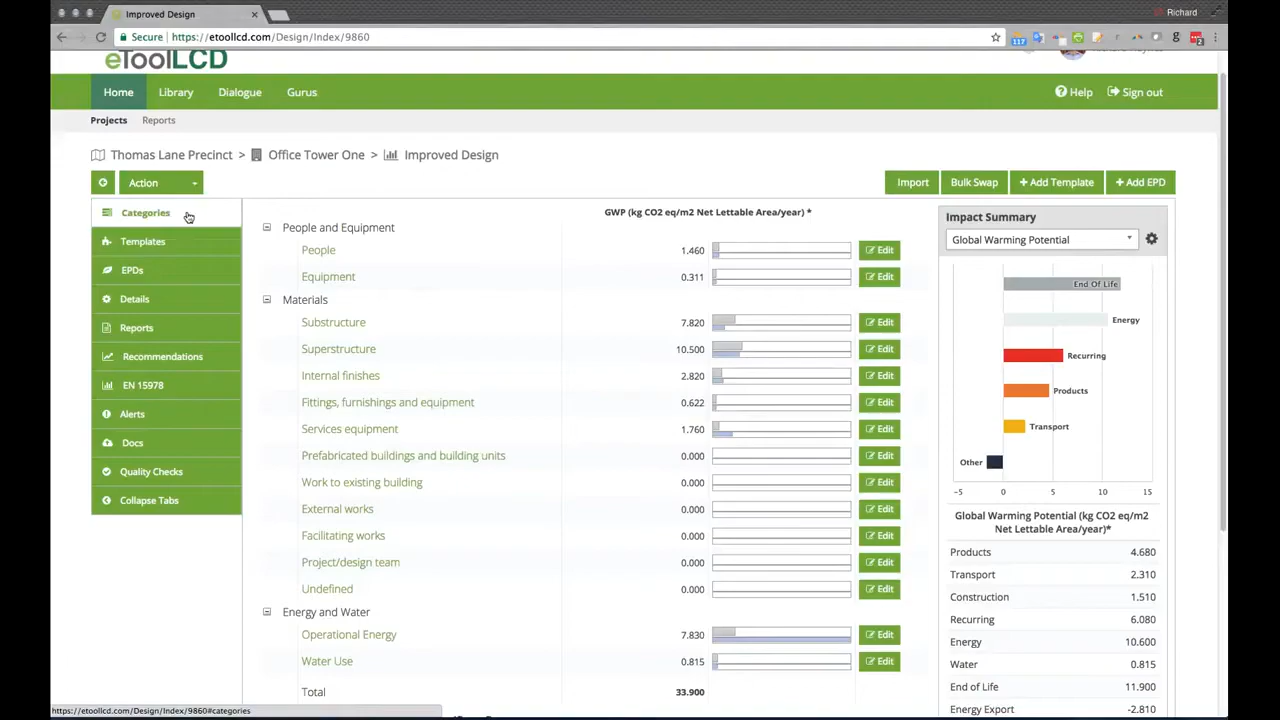 Improved Design
Richard
Secure
https://etoollcd.com/Design/Index/9860
117
g
2
eToolLCD
Home
Library
Dialogue
Gurus
Help
Sign out
Projects
Reports
Thomas Lane Precinct > Office Tower One > Improved Design
Action
Import
Bulk Swap
+ Add Template
+ Add EPD
Categories
Templates
EPDs
Details
Reports
Recommendations
EN 15978
Alerts
Docs
Quality Checks
Collapse Tabs
GWP (kg CO2 eq/m2 Net Lettable Area/year) *
People and Equipment
People 1.460 Edit
Equipment 0.311 Edit
Materials
Substructure 7.820 Edit
Superstructure 10.500 Edit
Internal finishes 2.820 Edit
Fittings, furnishings and equipment 0.622 Edit
Services equipment 1.760 Edit
Prefabricated buildings and building units 0.000 Edit
Work to existing building 0.000 Edit
External works 0.000 Edit
Facilitating works 0.000 Edit
Project/design team 0.000 Edit
Undefined 0.000 Edit
Energy and Water
Operational Energy 7.830 Edit
Water Use 0.815 Edit
Total 33.900
Impact Summary
Global Warming Potential
End Of Life
Energy
Recurring
Products
Transport
Other
-5 0 5 10 15
Global Warming Potential (kg CO2 eq/m2
Net Lettable Area/year)*
Products 4.680
Transport 2.310
Construction 1.510
Recurring 6.080
Energy 10.600
Water 0.815
End of Life 11.900
Energy Export -2.810
https://etoollcd.com/Design/Index/9860#categories